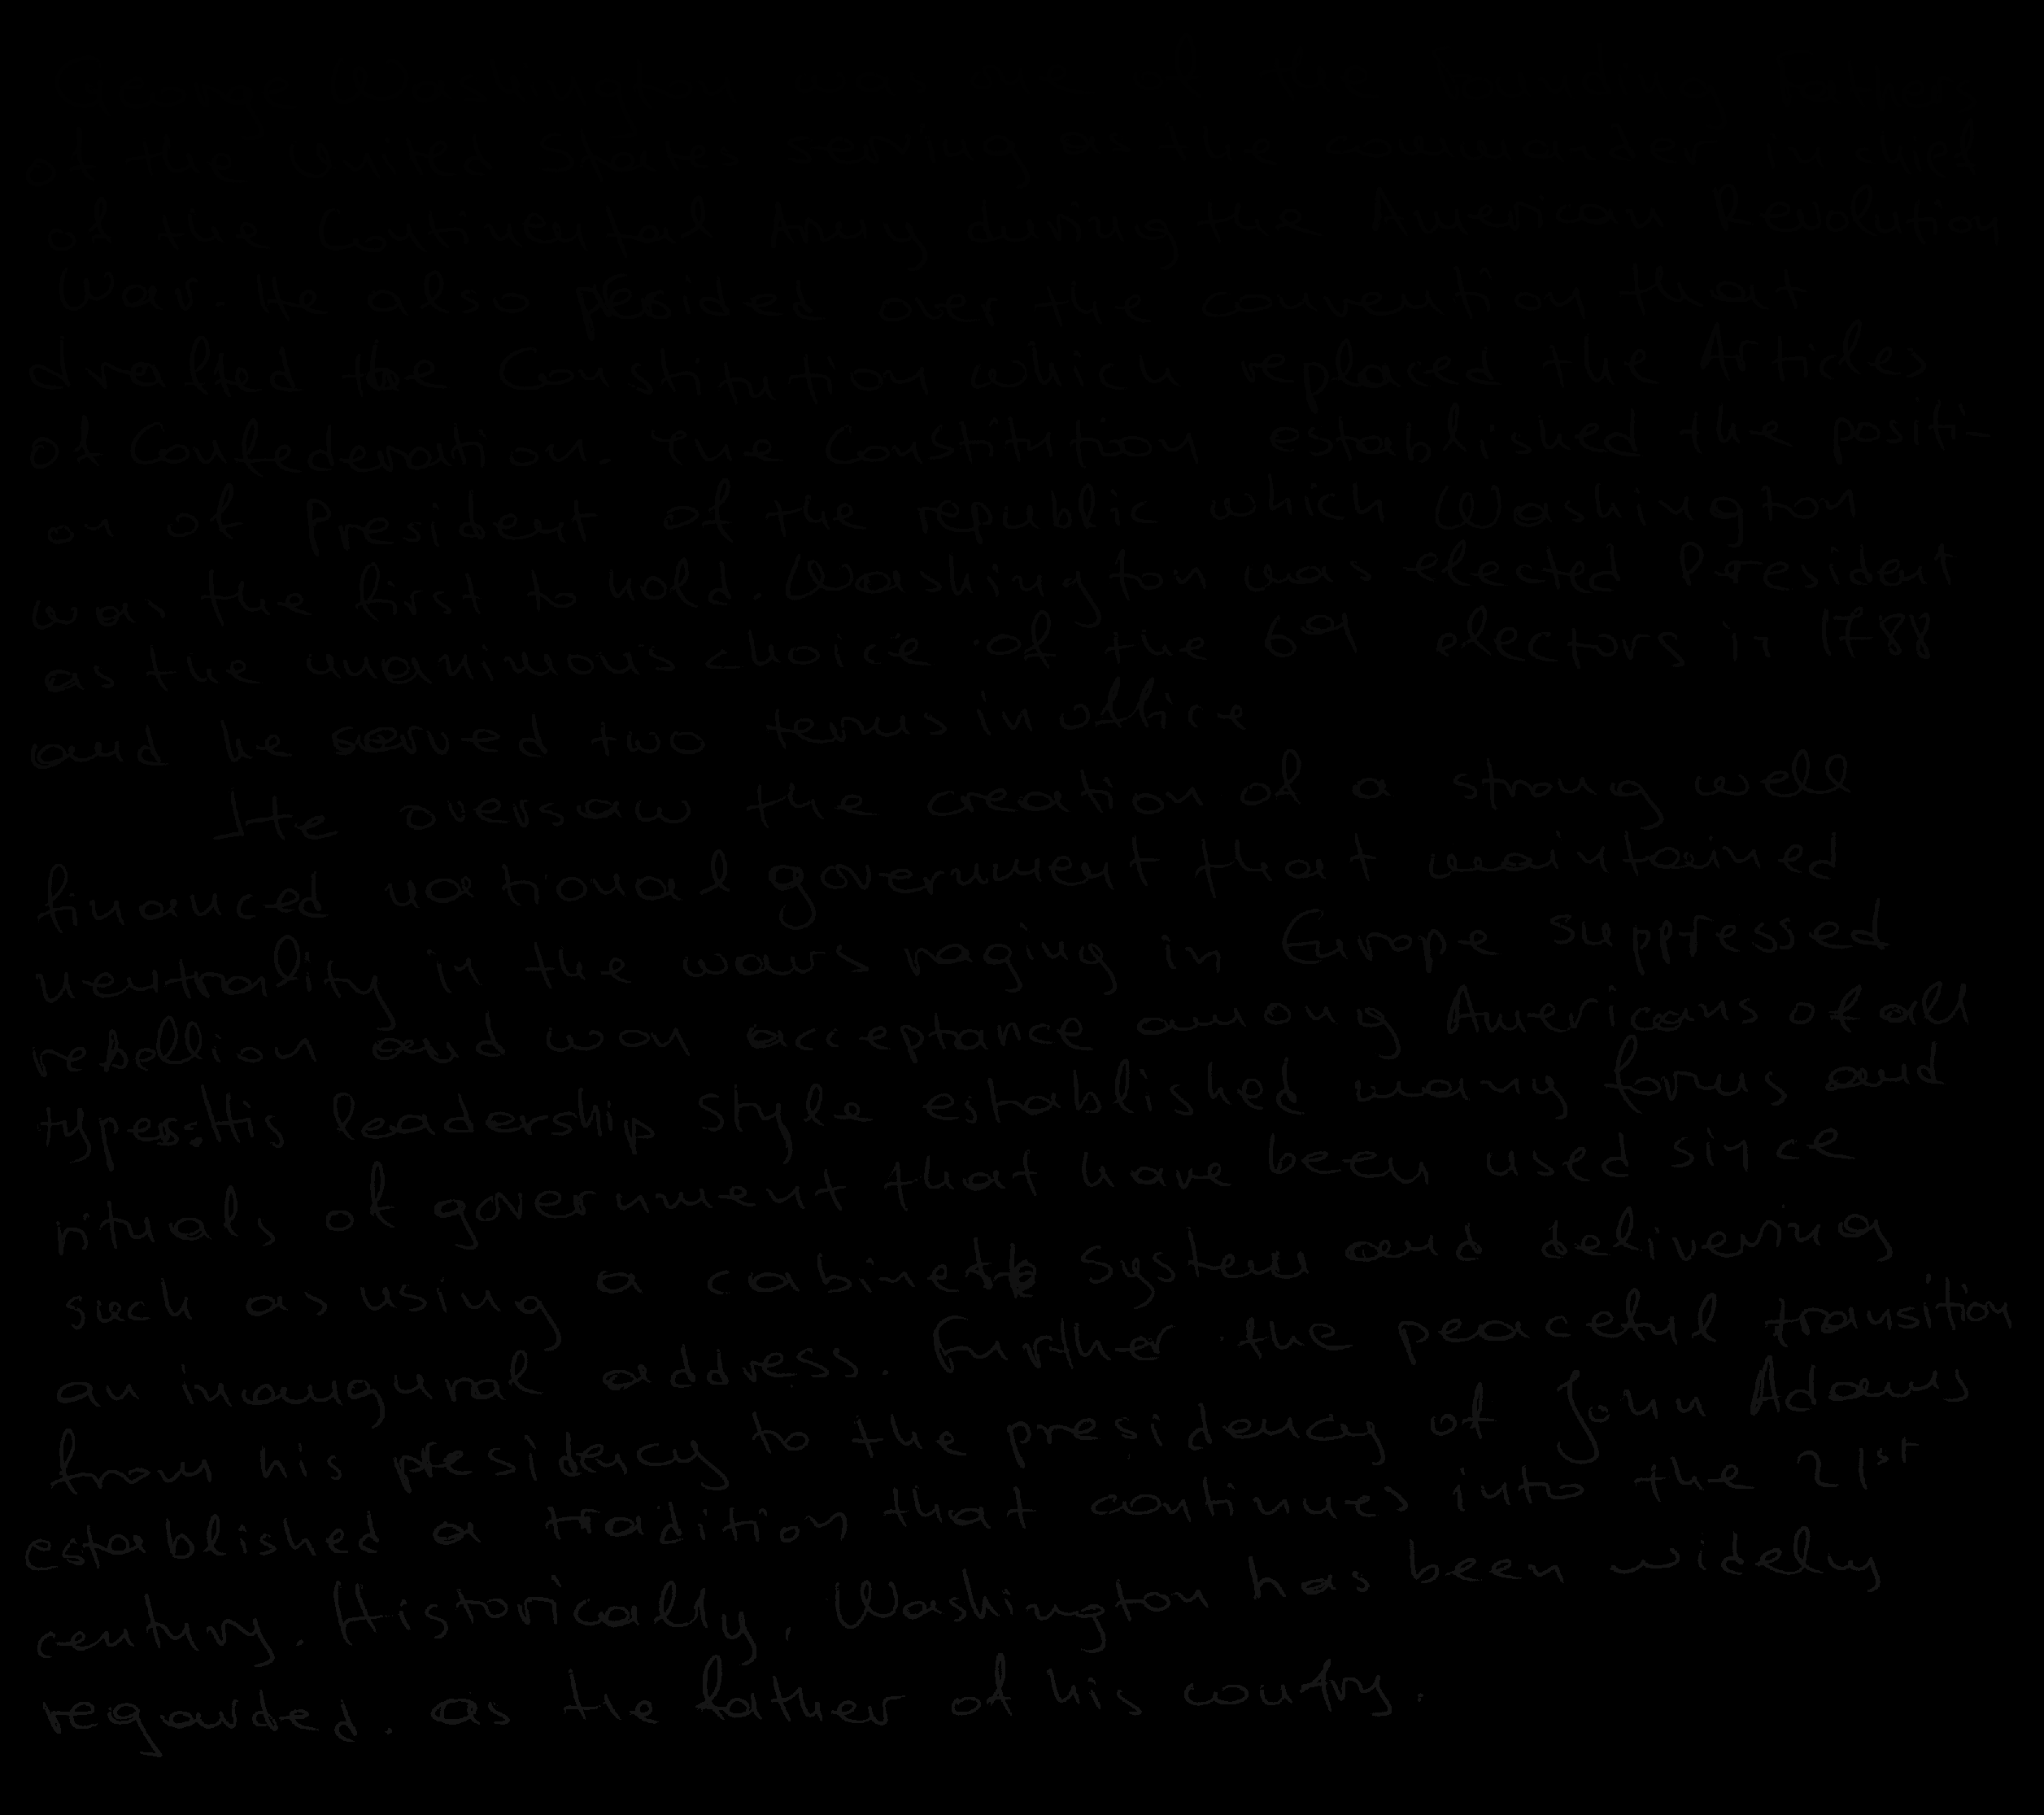 of the United States serving as the commander in chief
of the Continental Army during the American Revolution
War. He also presided over the convention that
drafted the Constitution which replaced the Articles
of Confederation. The Constitution established the positi-
on of President of the republic which Washington
was the first to hold. Washington was elected President
as the unanimous choice of the 69 electors in 1788
and he served two terms in office
He oversaw the creation of a strong well
financed national government that maintained
neutrality in the wars raging in Europe suppressed
rebellion and won acceptance among Americans of all
types. His leadership style established many forms and
rituals of government that have been used since
such as using a cabinet system and delivering
an inaugural address. Further the peaceful transition
from his presidency to the presidency of John Adams
established a tradition that continues into the 21st
century. Historically, Washington has been widely
regarded. as the father of his country.